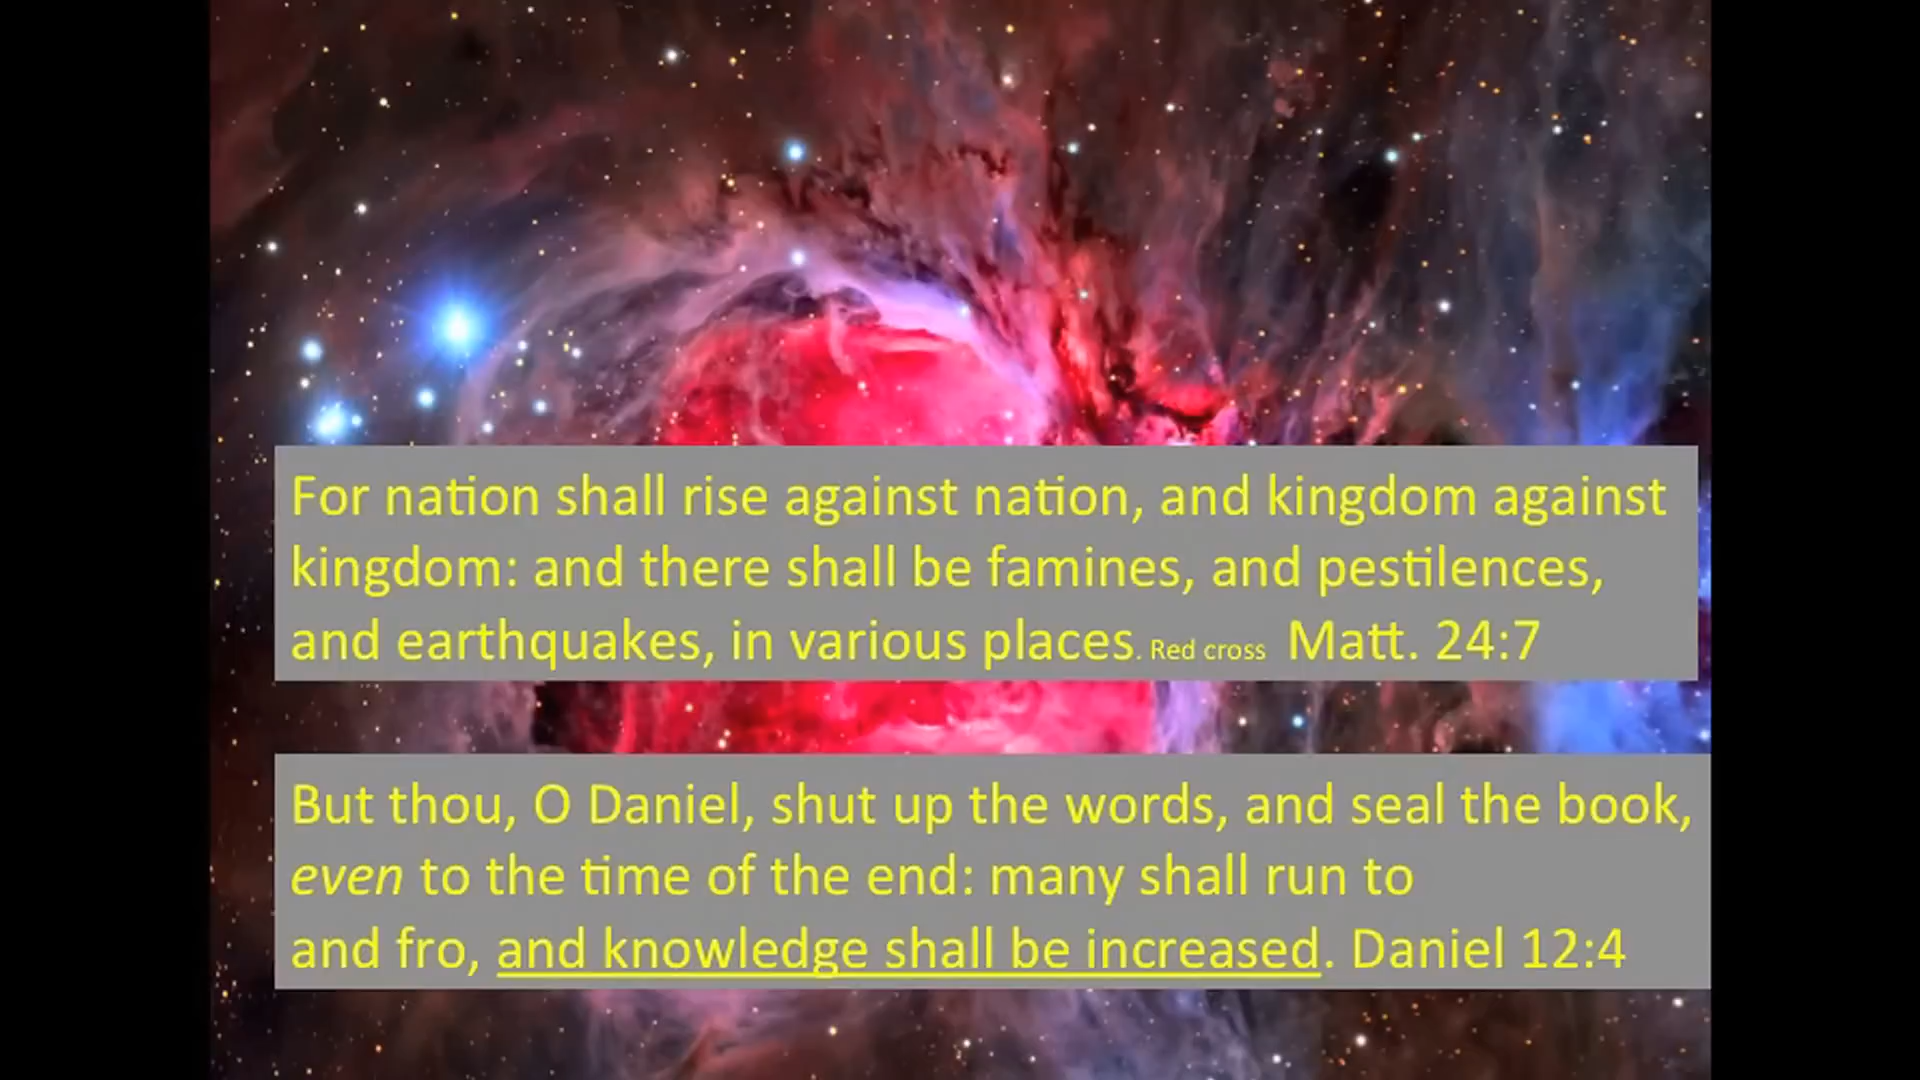 For nation shall rise against nation, and kingdom against
kingdom: and there shall be famines, and pestilences,
and earthquakes, in various places. Red cross Matt. 24:7
But thou, O Daniel, shut up the words, and seal the book,
even to the time of the end: many shall run to
and fro, and knowledge shall be increased. Daniel 12:4